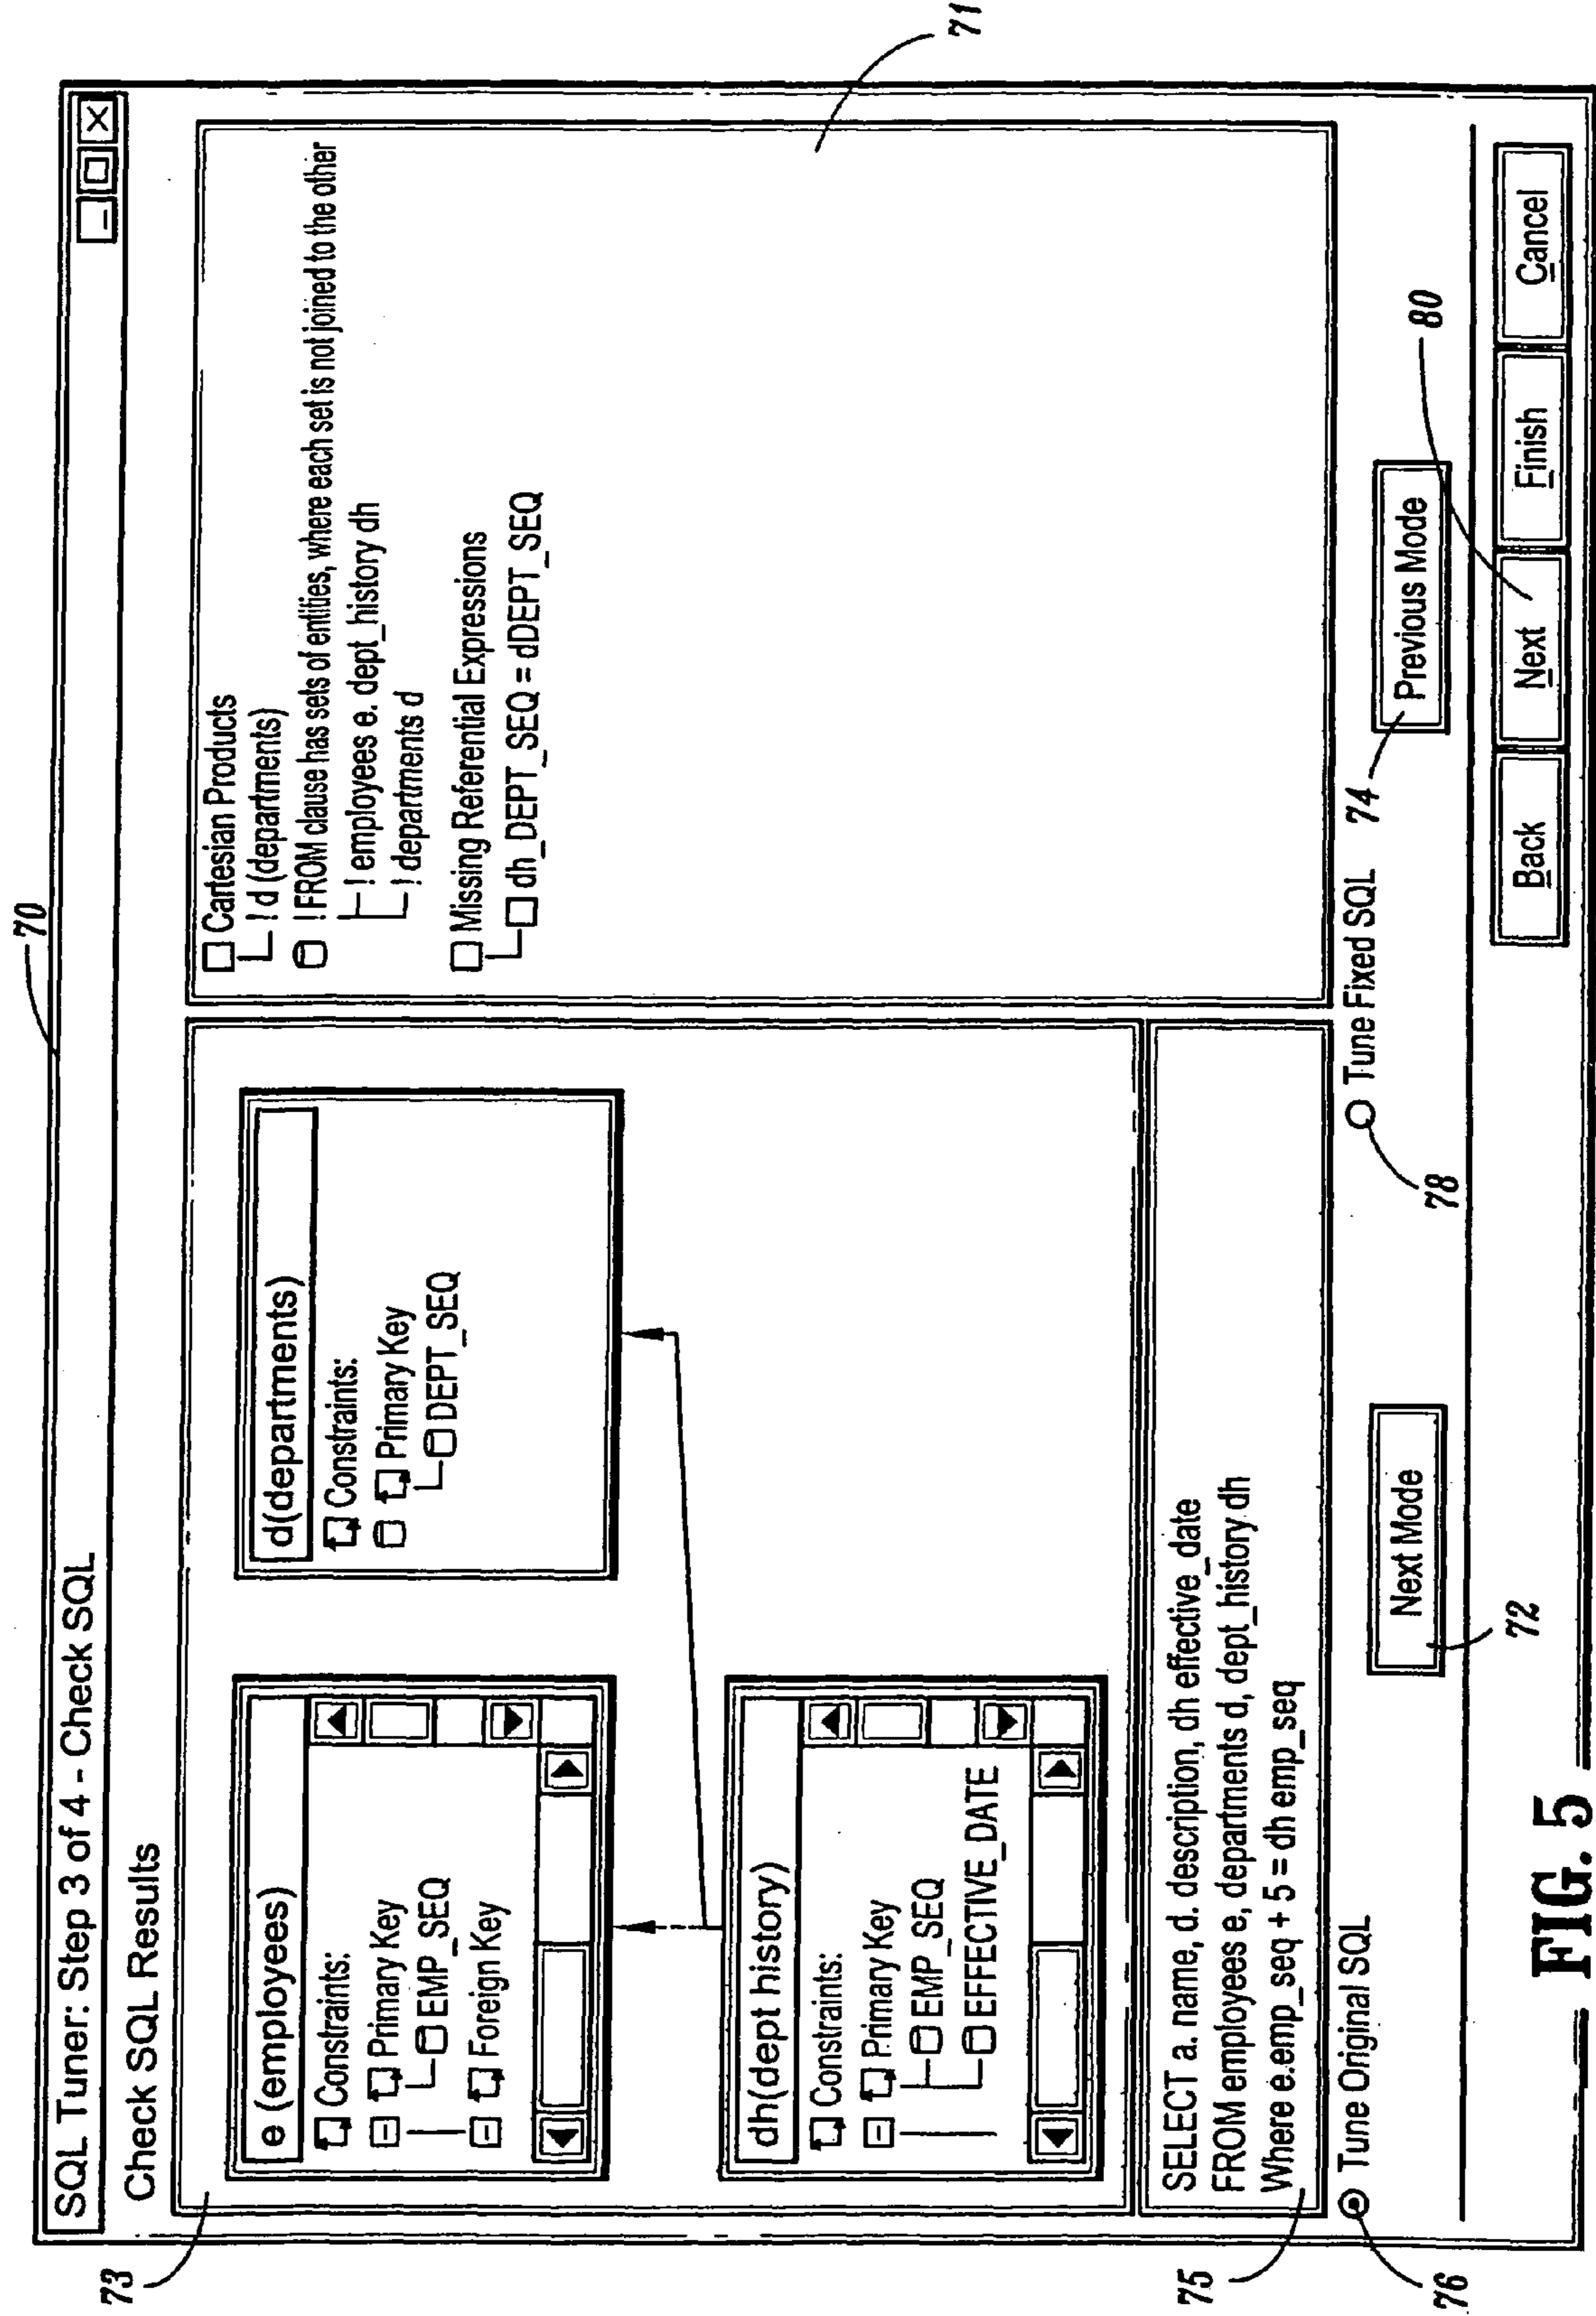 70
SQL Tuner: Step 3 of 4 - Check SQL
Check SQL Results
73
e (employees)
Constraints:
Primary Key
EMP_SEQ
Foreign Key
d(departments)
Constraints:
Primary Key
DEPT_SEQ
dh(dept history)
Constraints:
Primary Key
EMP_SEQ
EFFECTIVE_DATE
Cartesian Products
! d (departments)
! FROM clause has sets of entities, where each set is not joined to the other
! employees e. dept_history dh
! departments d
Missing Referential Expressions
dh_DEPT_SEQ = dDEPT_SEQ
71
75
SELECT a. name, d. description, dh effective_date
FROM employees e, departments d, dept_history dh
Where e.emp_seq + 5 = dh emp_seq
76
Tune Original SQL
78
Tune Fixed SQL
72
Next Mode
74
Previous Mode
80
Back
Next
Finish
Cancel
FIG. 5